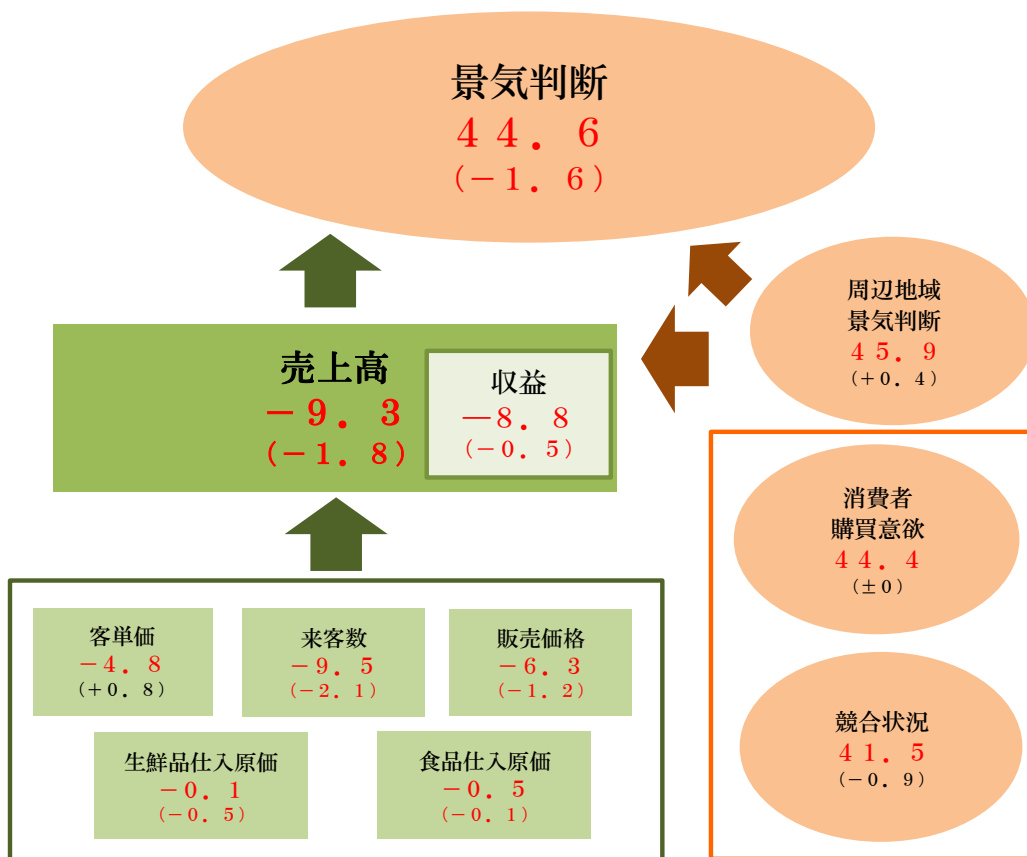 景気判断
44.6
(-1.6)
周辺地域
景気判断
45.9
(+0.4)
売上高
-9.3
(-1.8)
収益
—8.8
(-0.5)
消費者
購買意欲
44.4
(±0)
客単価
-4.8
(+0.8)
来客数
-9.5
(-2.1)
販売価格
-6.3
(-1.2)
競合状況
41.5
(-0.9)
生鮮品仕入原価
-0.1
(-0.5)
食品仕入原価
-0.5
(-0.1)